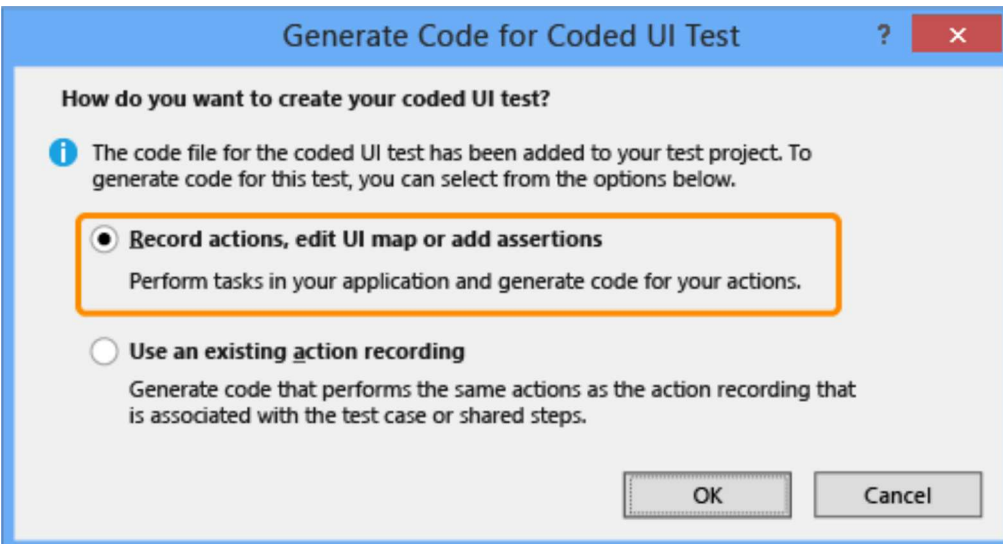 Generate Code for Coded UI Test
?
How do you want to create your coded UI test?
The code file for the coded UI test has been added to your test project. To
generate code for this test, you can select from the options below.
Record actions, edit UI map or add assertions
Perform tasks in your application and generate code for your actions.
Use an existing action recording
Generate code that performs the same actions as the action recording that
is associated with the test case or shared steps.
OK Cancel